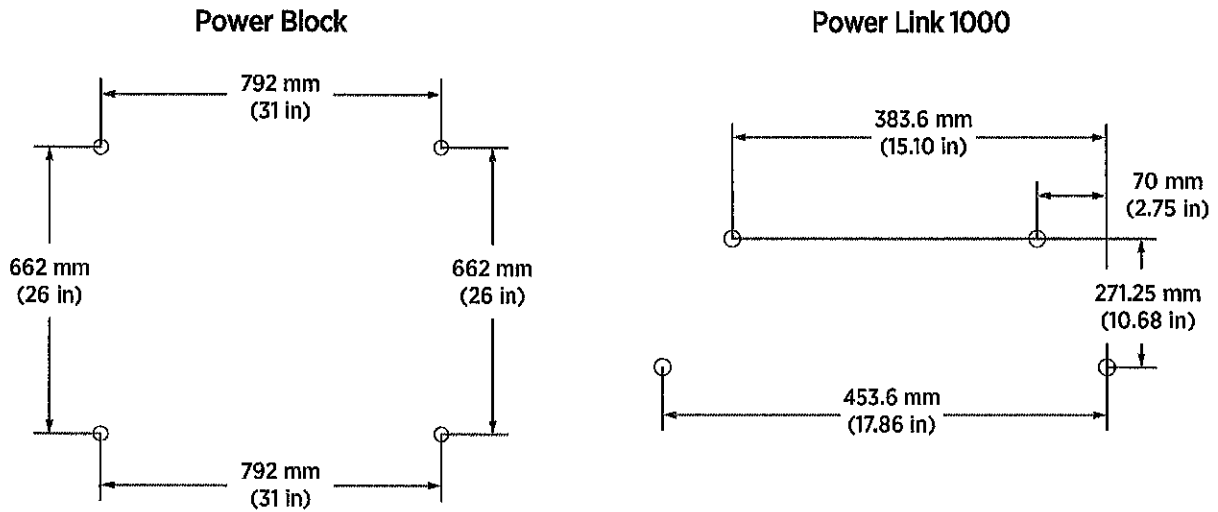 Power Block
792 mm
(31 in)
662 mm
(26 in)
662 mm
(26 in)
792 mm
(31 in)
Power Link 1000
383.6 mm
(15.10 in)
70 mm
(2.75 in)
271.25 mm
(10.68 in)
453.6 mm
(17.86 in)